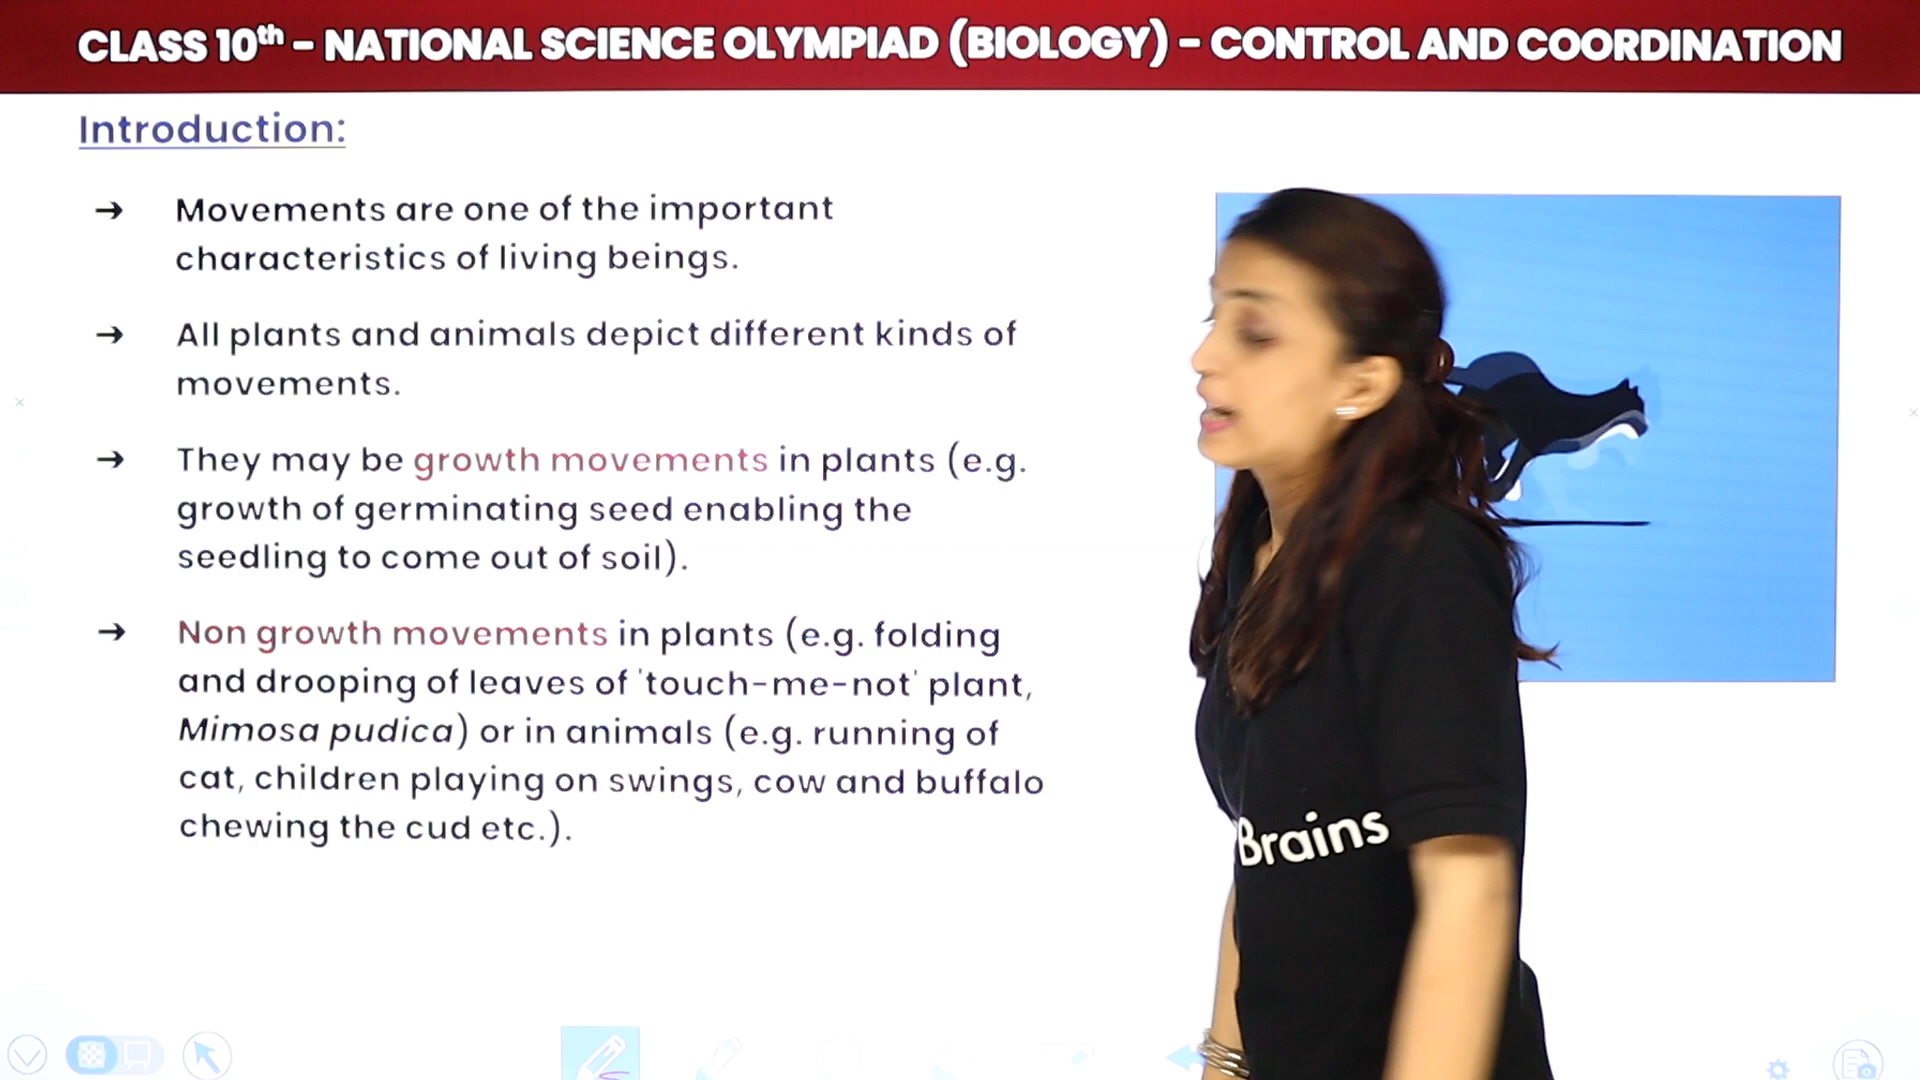 CLASS 10th - NATIONAL SCIENCE OLYMPIAD (BIOLOGY) - CONTROL AND COORDINATION
Introduction:
→ Movements are one of the important
characteristics of living beings.
→ All plants and animals depict different kinds of
movements.
→ They may be growth movements in plants (e.g.
growth of germinating seed enabling the
seedling to come out of soil).
→ Non growth movements in plants (e.g. folding
and drooping of leaves of 'touch-me-not' plant,
Mimosa pudica) or in animals (e.g. running of
cat, children playing on swings, cow and buffalo
chewing the cud etc.).
Brains